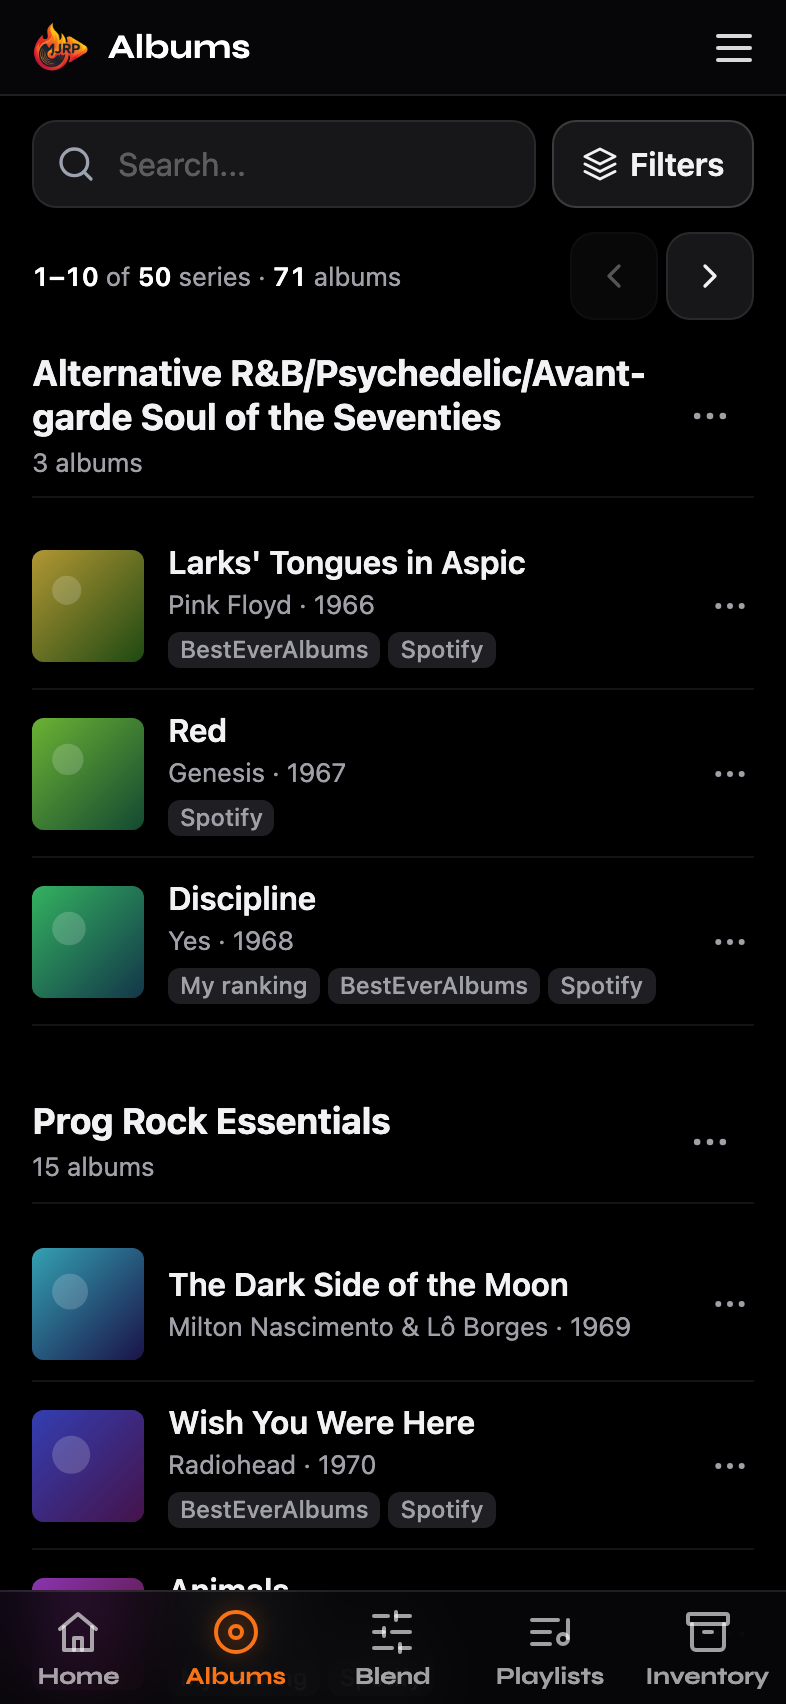 JRP
Albums
Search...
Filters
1–10 of 50 series · 71 albums
Alternative R&B/Psychedelic/Avant-
garde Soul of the Seventies
3 albums
Larks' Tongues in Aspic
Pink Floyd · 1966
BestEverAlbums Spotify
Red
Genesis · 1967
Spotify
Discipline
Yes · 1968
My ranking BestEverAlbums Spotify
Prog Rock Essentials
15 albums
The Dark Side of the Moon
Milton Nascimento & Lô Borges · 1969
Wish You Were Here
Radiohead · 1970
BestEverAlbums Spotify
Animals
Home Albums Blend Playlists Inventory